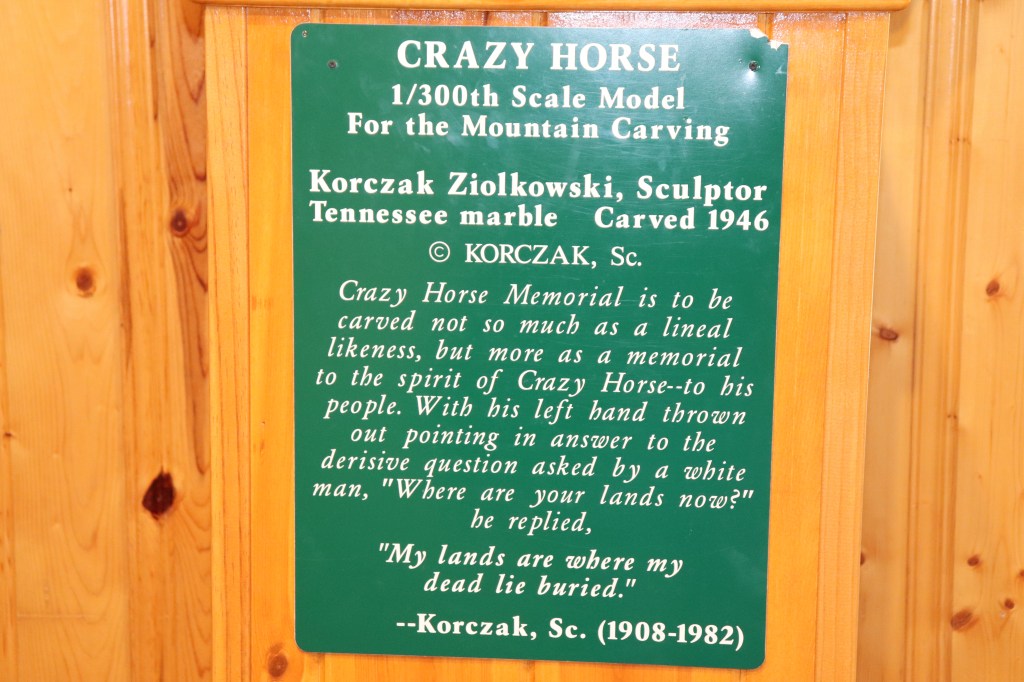 CRAZY HORSE
1/300th Scale Model
For the Mountain Carving
Korczak Ziolkowski, Sculptor
Tennessee marble Carved 1946
© KORCZAK, Sc.
Crazy Horse Memorial is to be
carved not so much as a lineal
likeness, but more as a memorial
to the spirit of Crazy Horse--to his
people. With his left hand thrown
out pointing in answer to the
derisive question asked by a white
man, "Where are your lands now?"
he replied,
"My lands are where my
dead lie buried."
--Korczak, Sc. (1908-1982)